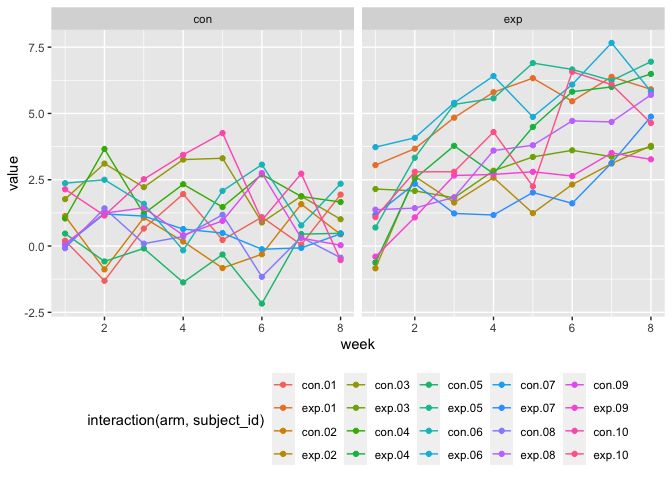 con exp
7.5
5.0
2.5
0.0
-2.5
value
2 4 6 8 2 4 6 8
week
interaction(arm, subject_id)
con.01 con.03 con.05 con.07 con.09
exp.01 exp.03 exp.05 exp.07 exp.09
con.02 con.04 con.06 con.08 con.10
exp.02 exp.04 exp.06 exp.08 exp.10